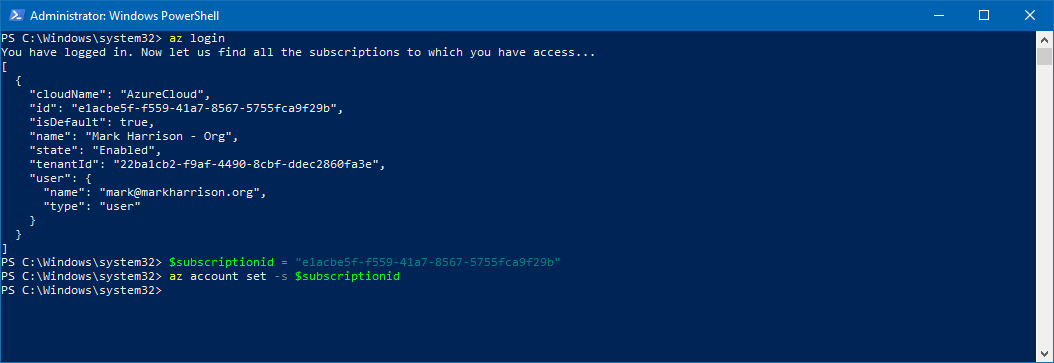 Administrator: Windows PowerShell
PS C:\Windows\system32> az login
You have logged in. Now let us find all the subscriptions to which you have access...
[
  {
    "cloudName": "AzureCloud",
    "id": "e1acbe5f-f559-41a7-8567-5755fca9f29b",
    "isDefault": true,
    "name": "Mark Harrison - Org",
    "state": "Enabled",
    "tenantId": "22ba1cb2-f9af-4490-8cbf-ddec2860fa3e",
    "user": {
      "name": "mark@markharrison.org",
      "type": "user"
    }
  }
]
PS C:\Windows\system32> $subscriptionid = "e1acbe5f-f559-41a7-8567-5755fca9f29b"
PS C:\Windows\system32> az account set -s $subscriptionid
PS C:\Windows\system32>